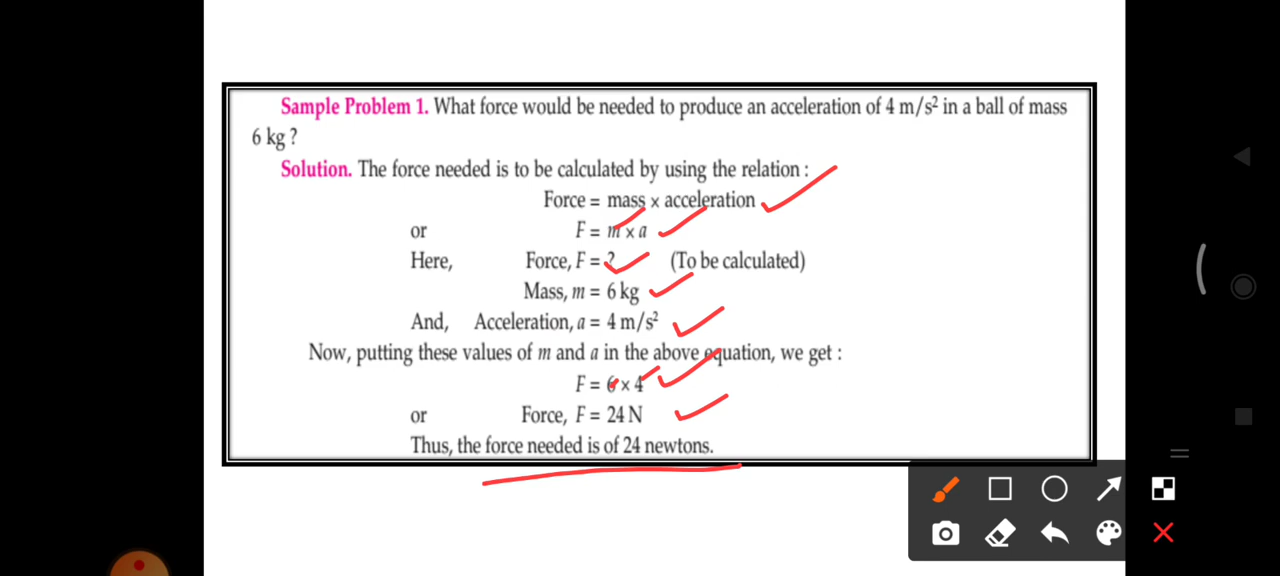 Sample Problem 1. What force would be needed to produce an acceleration of 4 m/s² in a ball of mass
6 kg ?
Solution. The force needed is to be calculated by using the relation :
Force = mass × acceleration
or F = m × a
Here, Force, F = ? (To be calculated)
Mass, m = 6 kg
And, Acceleration, a = 4 m/s²
Now, putting these values of m and a in the above equation, we get :
F = 6 × 4
or Force, F = 24 N
Thus, the force needed is of 24 newtons.